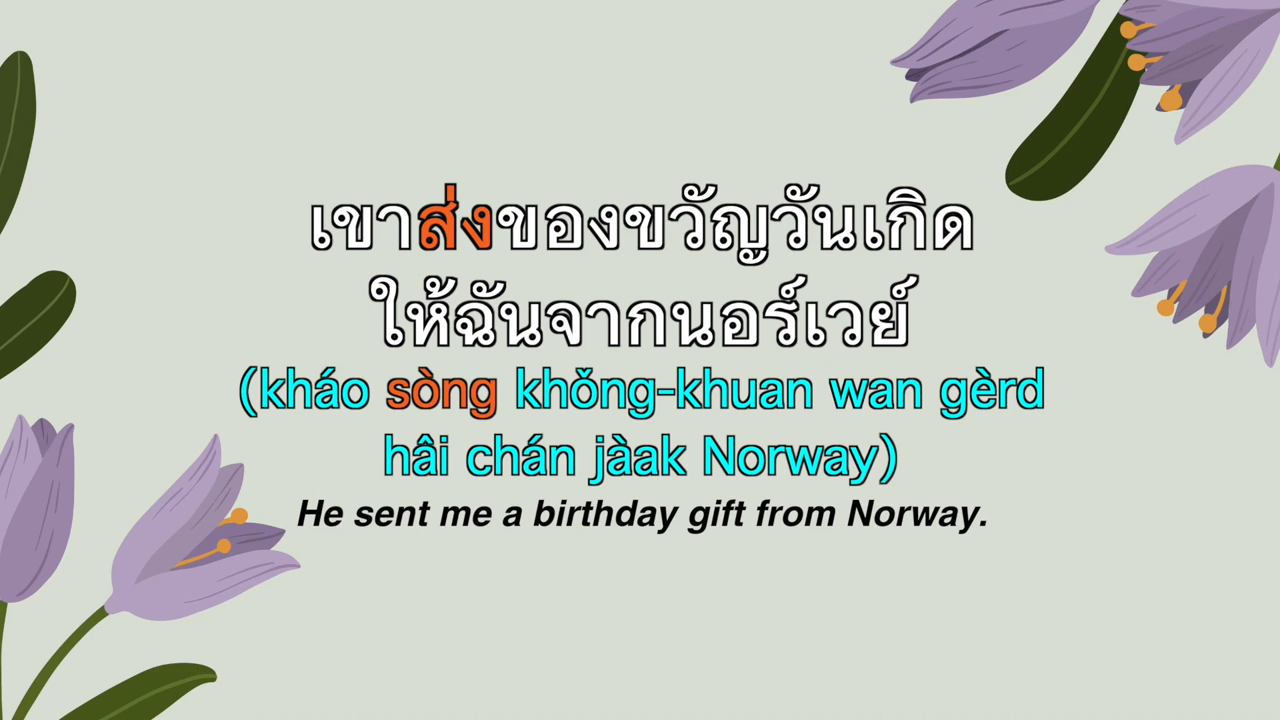 เขาส่งของขวัญวันเกิด
ให้ฉันจากนอร์เวย์
(kháo sòng khǒng-khuan wan gèrd
hâi chán jàak Norway)
He sent me a birthday gift from Norway.